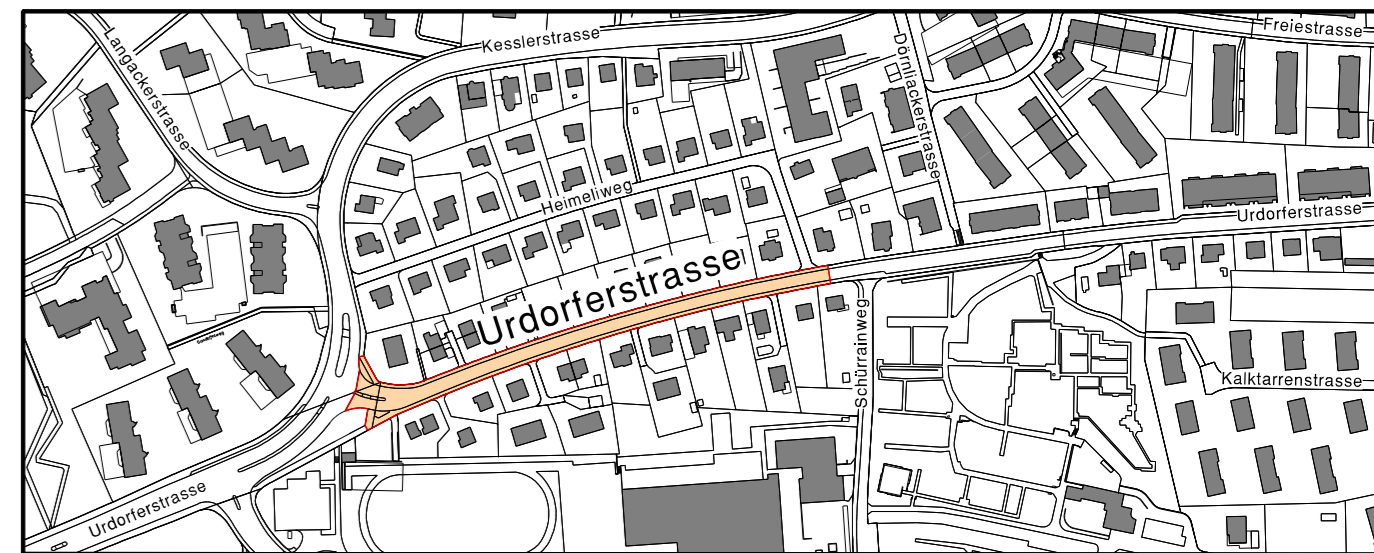 Langackerstrasse
Kesslerstrasse
Dörnliackerstrasse
Freiestrasse
Heimeliweg
Urdorferstrasse
Urdorferstrasse
Schürrainweg
Kalktarrenstrasse
Urdorferstrasse